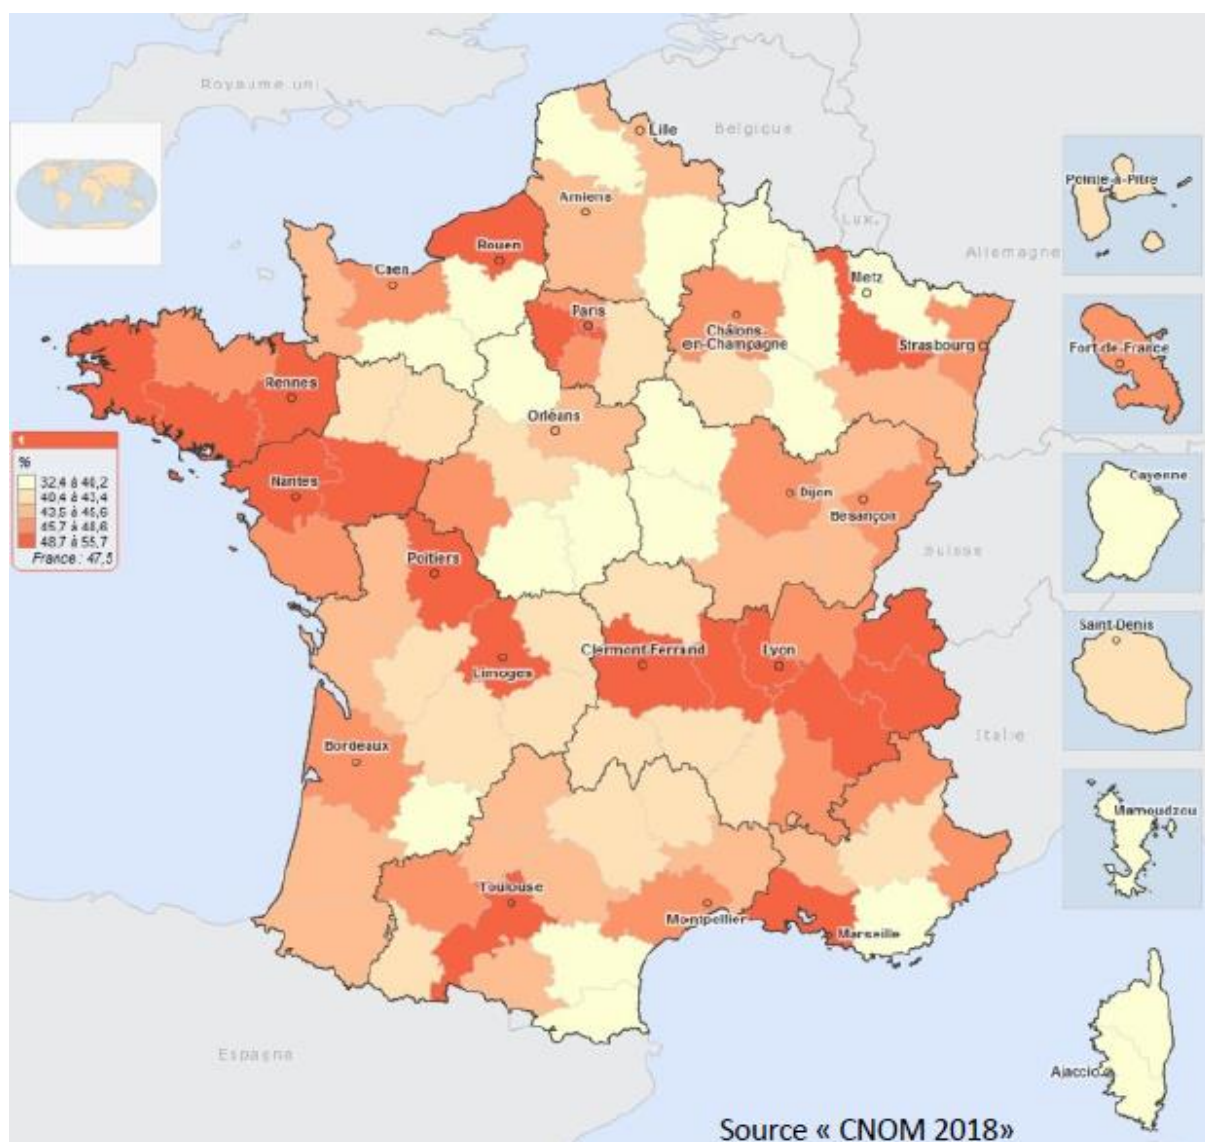 Royaume-uni
Belgique
Lille
Pointe-à-Pitre
Amiens
Lux.
Allemagne
Rouen
Metz
Caen
Paris
Châlons
-en-Champagne
Strasbourg
Fort-de-France
Rennes
Orléans
%
32,4 à 40,2
40,4 à 43,4
43,5 à 45,6
45,7 à 48,6
48,7 à 55,7
France : 47,5
Nantes
Dijon
Besançon
Cayenne
Suisse
Poitiers
Saint-Denis
Clermont-Ferrand
Lyon
Limoges
Bordeaux
Italie
Mamoudzou
Toulouse
Montpellier
Marseille
Espagne
Ajaccio
Source « CNOM 2018»